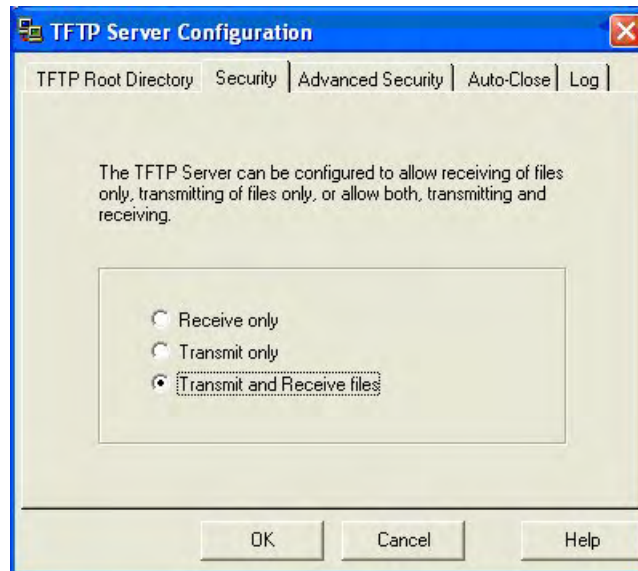 TFTP Server Configuration
TFTP Root Directory Security Advanced Security Auto-Close Log
The TFTP Server can be configured to allow receiving of files
only, transmitting of files only, or allow both, transmitting and
receiving.
Receive only
Transmit only
Transmit and Receive files
OK Cancel Help